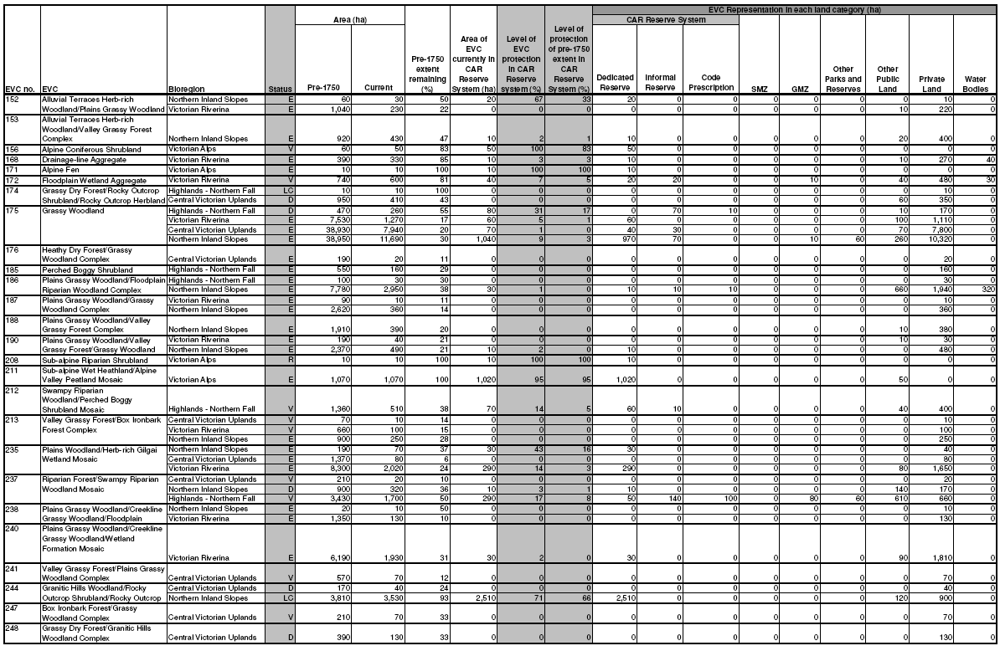 EVC Representation in each land category (ha)
Area (ha) CAR Reserve System
EVC no. EVC Bioregion Status Pre-1750 Current Pre-1750 extent remaining (%) Area of EVC currently in CAR Reserve System (ha) Level of EVC protection in CAR Reserve system (%) Level of protection of pre-1750 extent in CAR Reserve System (%) Dedicated Reserve Informal Reserve Code Prescription SMZ GMZ Other Parks and Reserves Other Public Land Private Land Water Bodies
152 Alluvial Terraces Herb-rich Northern Inland Slopes E 60 30 50 20 67 33 20 0 0 0 0 0 0 10 0
Woodland/Plains Grassy Woodland Victorian Riverina E 1,040 230 22 0 0 0 0 0 0 0 0 0 10 220 0
153 Alluvial Terraces Herb-rich
Woodland/Valley Grassy Forest
Complex Northern Inland Slopes E 920 430 47 10 2 1 10 0 0 0 0 0 20 400 0
156 Alpine Coniferous Shrubland Victorian Alps V 60 50 83 50 100 83 50 0 0 0 0 0 0 0 0
168 Drainage-line Aggregate Victorian Riverina E 390 330 85 10 3 3 10 0 0 0 0 0 10 270 40
171 Alpine Fen Victorian Alps E 10 10 100 10 100 100 10 0 0 0 0 0 0 0 0
172 Floodplain Wetland Aggregate Victorian Riverina V 740 600 81 40 7 5 20 20 0 0 10 0 40 480 30
174 Grassy Dry Forest/Rocky Outcrop Highlands - Northern Fall LC 10 10 100 0 0 0 0 0 0 0 0 0 0 10 0
Shrubland/Rocky Outcrop Herbland Central Victorian Uplands D 950 410 43 0 0 0 0 0 0 0 0 0 60 350 0
175 Grassy Woodland Highlands - Northern Fall D 470 260 55 80 31 17 0 70 10 0 0 0 10 170 0
Victorian Riverina E 7,530 1,270 17 60 5 1 60 0 0 0 0 0 100 1,110 0
Central Victorian Uplands E 38,930 7,940 20 70 1 0 40 30 0 0 0 0 70 7,800 0
Northern Inland Slopes E 38,950 11,690 30 1,040 9 3 970 70 0 0 10 60 260 10,320 0
176 Heathy Dry Forest/Grassy
Woodland Complex Central Victorian Uplands E 190 20 11 0 0 0 0 0 0 0 0 0 0 20 0
185 Perched Boggy Shrubland Highlands - Northern Fall E 550 160 29 0 0 0 0 0 0 0 0 0 0 160 0
186 Plains Grassy Woodland/Floodplain Highlands - Northern Fall E 100 30 30 0 0 0 0 0 0 0 0 0 0 30 0
Riparian Woodland Complex Northern Inland Slopes E 7,780 2,950 38 30 1 0 10 10 10 0 0 0 660 1,940 320
187 Plains Grassy Woodland/Grassy Victorian Riverina E 90 10 11 0 0 0 0 0 0 0 0 0 0 10 0
Woodland Complex Northern Inland Slopes E 2,620 360 14 0 0 0 0 0 0 0 0 0 0 360 0
188 Plains Grassy Woodland/Valley
Grassy Forest Complex Northern Inland Slopes E 1,910 390 20 0 0 0 0 0 0 0 0 0 10 380 0
190 Plains Grassy Woodland/Valley Victorian Riverina E 190 40 21 0 0 0 0 0 0 0 0 0 10 30 0
Grassy Forest/Grassy Woodland Northern Inland Slopes E 2,370 490 21 10 2 0 10 0 0 0 0 0 0 480 0
208 Sub-alpine Riparian Shrubland Victorian Alps R 10 10 100 10 100 100 10 0 0 0 0 0 0 0 0
211 Sub-alpine Wet Heathland/Alpine
Valley Peatland Mosaic Victorian Alps E 1,070 1,070 100 1,020 95 95 1,020 0 0 0 0 0 50 0 0
212 Swampy Riparian
Woodland/Perched Boggy
Shrubland Mosaic Highlands - Northern Fall V 1,360 510 38 70 14 5 60 10 0 0 0 0 40 400 0
213 Valley Grassy Forest/Box Ironbark Central Victorian Uplands V 70 10 14 0 0 0 0 0 0 0 0 0 0 10 0
Forest Complex Victorian Riverina V 660 100 15 0 0 0 0 0 0 0 0 0 0 100 0
Northern Inland Slopes E 900 250 28 0 0 0 0 0 0 0 0 0 0 250 0
235 Plains Woodland/Herb-rich Gilgai Northern Inland Slopes E 190 70 37 30 43 16 30 0 0 0 0 0 0 40 0
Wetland Mosaic Central Victorian Uplands E 1,370 80 6 0 0 0 0 0 0 0 0 0 0 80 0
Victorian Riverina E 8,300 2,020 24 290 14 3 290 0 0 0 0 0 80 1,650 0
237 Riparian Forest/Swampy Riparian Central Victorian Uplands V 210 20 10 0 0 0 0 0 0 0 0 0 0 20 0
Woodland Mosaic Northern Inland Slopes D 900 320 36 10 3 1 10 0 0 0 0 0 140 170 0
Highlands - Northern Fall V 3,430 1,700 50 290 17 8 50 140 100 0 80 60 610 660 0
238 Plains Grassy Woodland/Creekline Northern Inland Slopes E 20 10 50 0 0 0 0 0 0 0 0 0 0 10 0
Grassy Woodland/Floodplain Victorian Riverina E 1,350 130 10 0 0 0 0 0 0 0 0 0 0 130 0
240 Plains Grassy Woodland/Creekline
Grassy Woodland/Wetland
Formation Mosaic
Victorian Riverina E 6,190 1,930 31 30 2 0 30 0 0 0 0 0 90 1,810 0
241 Valley Grassy Forest/Plains Grassy
Woodland Complex Central Victorian Uplands V 570 70 12 0 0 0 0 0 0 0 0 0 0 70 0
244 Granitic Hills Woodland/Rocky Central Victorian Uplands D 170 40 24 0 0 0 0 0 0 0 0 0 0 40 0
Outcrop Shrubland/Rocky Outcrop Northern Inland Slopes LC 3,810 3,530 93 2,510 71 66 2,510 0 0 0 0 0 120 900 0
247 Box Ironbark Forest/Grassy
Woodland Complex Central Victorian Uplands V 210 70 33 0 0 0 0 0 0 0 0 0 0 70 0
248 Grassy Dry Forest/Granitic Hills
Woodland Complex Central Victorian Uplands D 390 130 33 0 0 0 0 0 0 0 0 0 0 130 0